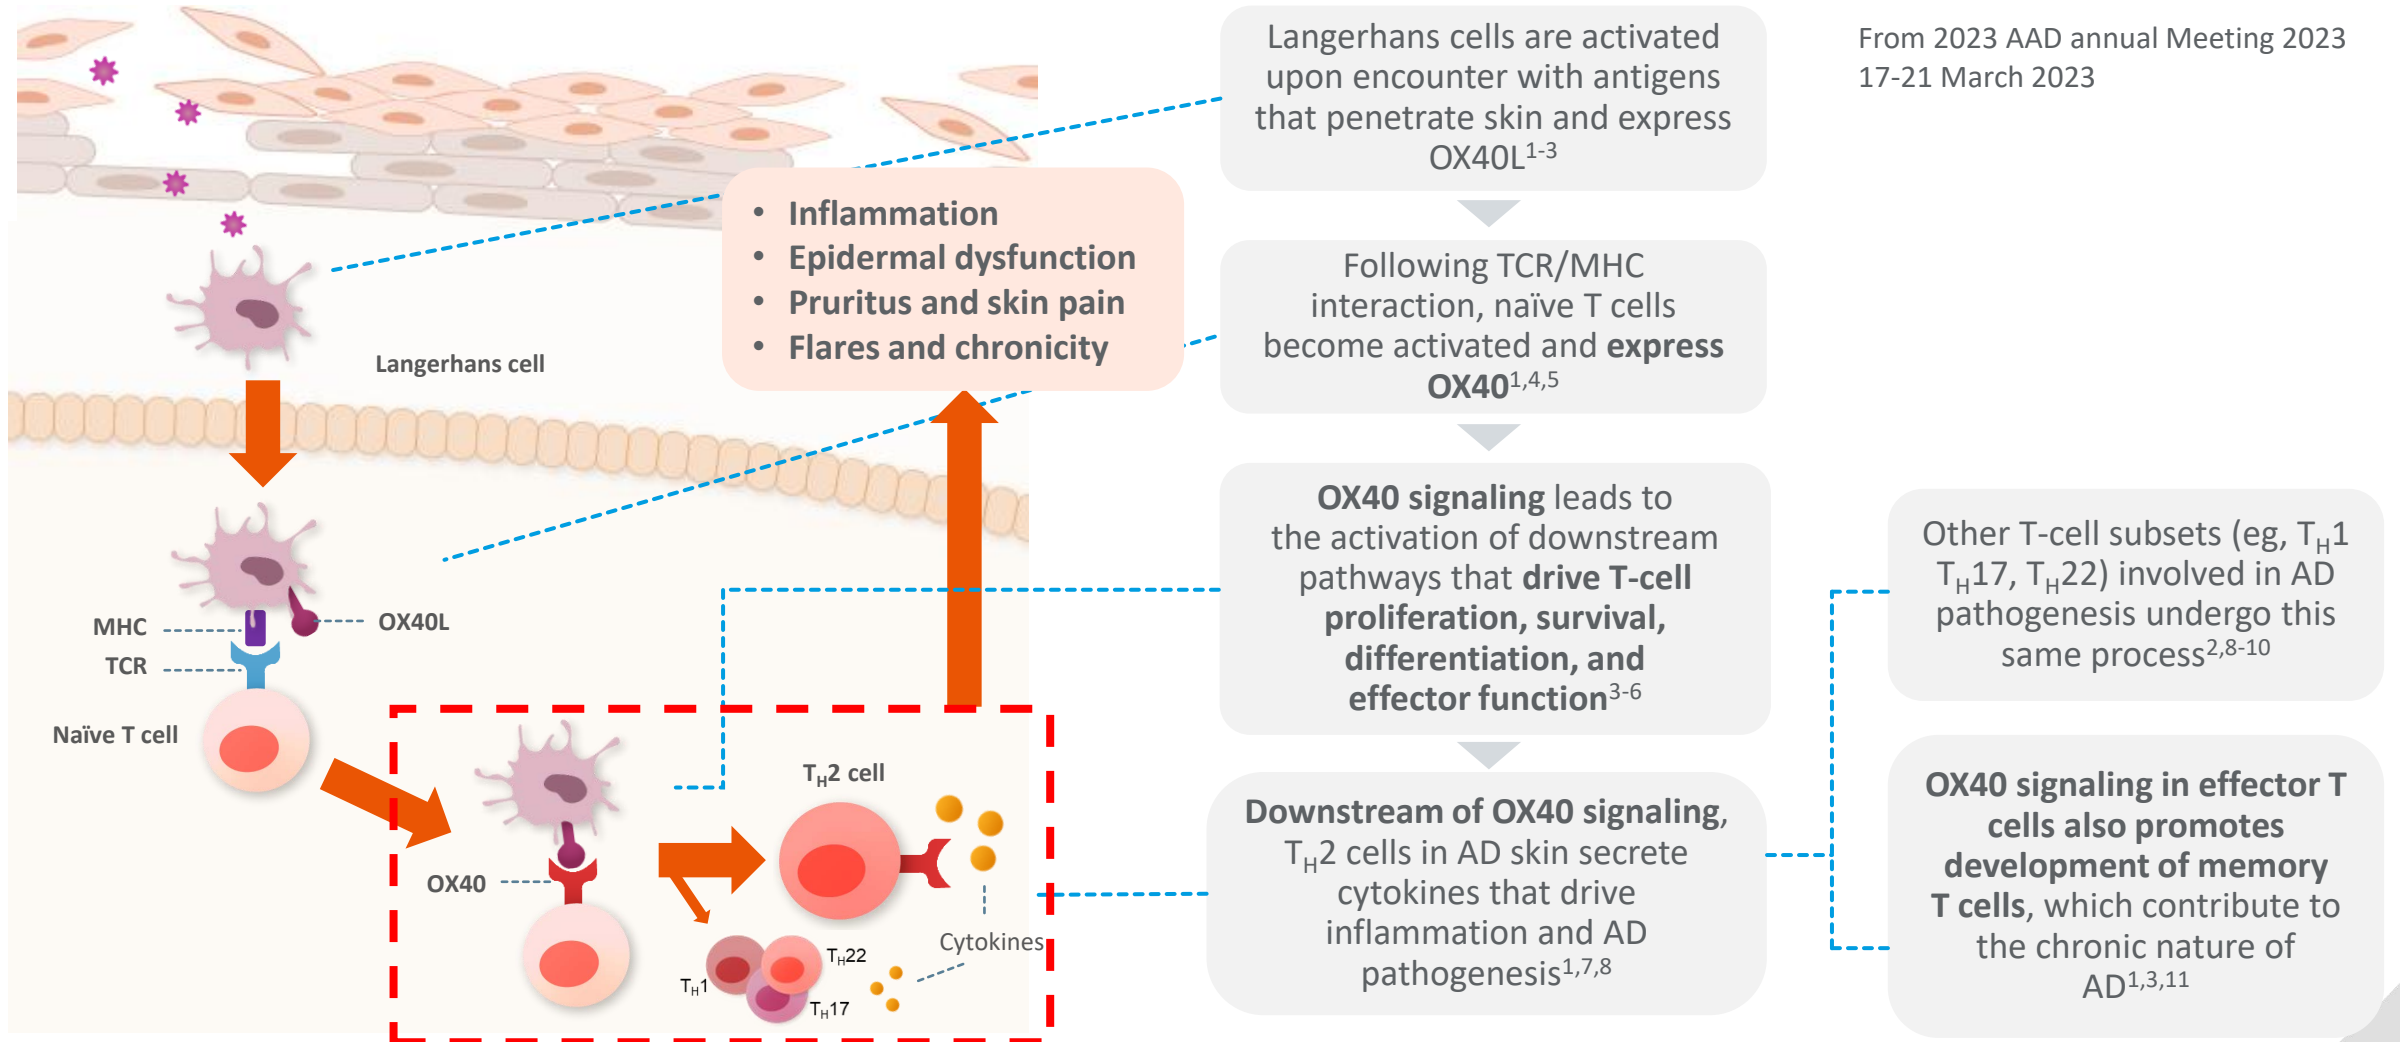 From 2023 AAD annual Meeting 2023
17-21 March 2023
Langerhans cells are activated
upon encounter with antigens
that penetrate skin and express
OX40L1-3
• Inflammation
• Epidermal dysfunction
• Pruritus and skin pain
• Flares and chronicity
Following TCR/MHC
interaction, naïve T cells
become activated and express
OX401,4,5
Langerhans cell
OX40 signaling leads to
the activation of downstream
pathways that drive T-cell
proliferation, survival,
differentiation, and
effector function3-6
Other T-cell subsets (eg, TH1
TH17, TH22) involved in AD
pathogenesis undergo this
same process2,8-10
MHC
OX40L
TCR
Naïve T cell
TH2 cell
OX40
Cytokines
TH22
TH1
TH17
Downstream of OX40 signaling,
TH2 cells in AD skin secrete
cytokines that drive
inflammation and AD
pathogenesis1,7,8
OX40 signaling in effector T
cells also promotes
development of memory
T cells, which contribute to
the chronic nature of
AD1,3,11